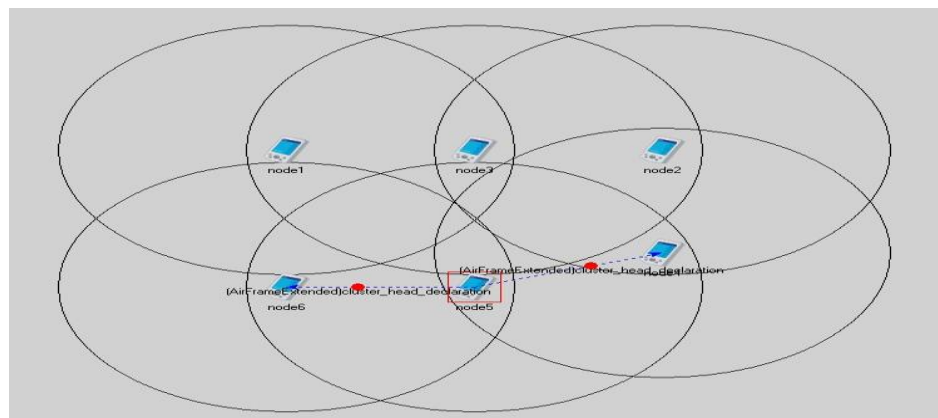 node1
node3
node2
(AirFrameExtended)cluster_head_declaration
(AirFrameExtended)cluster_head_declaration
node6
node5